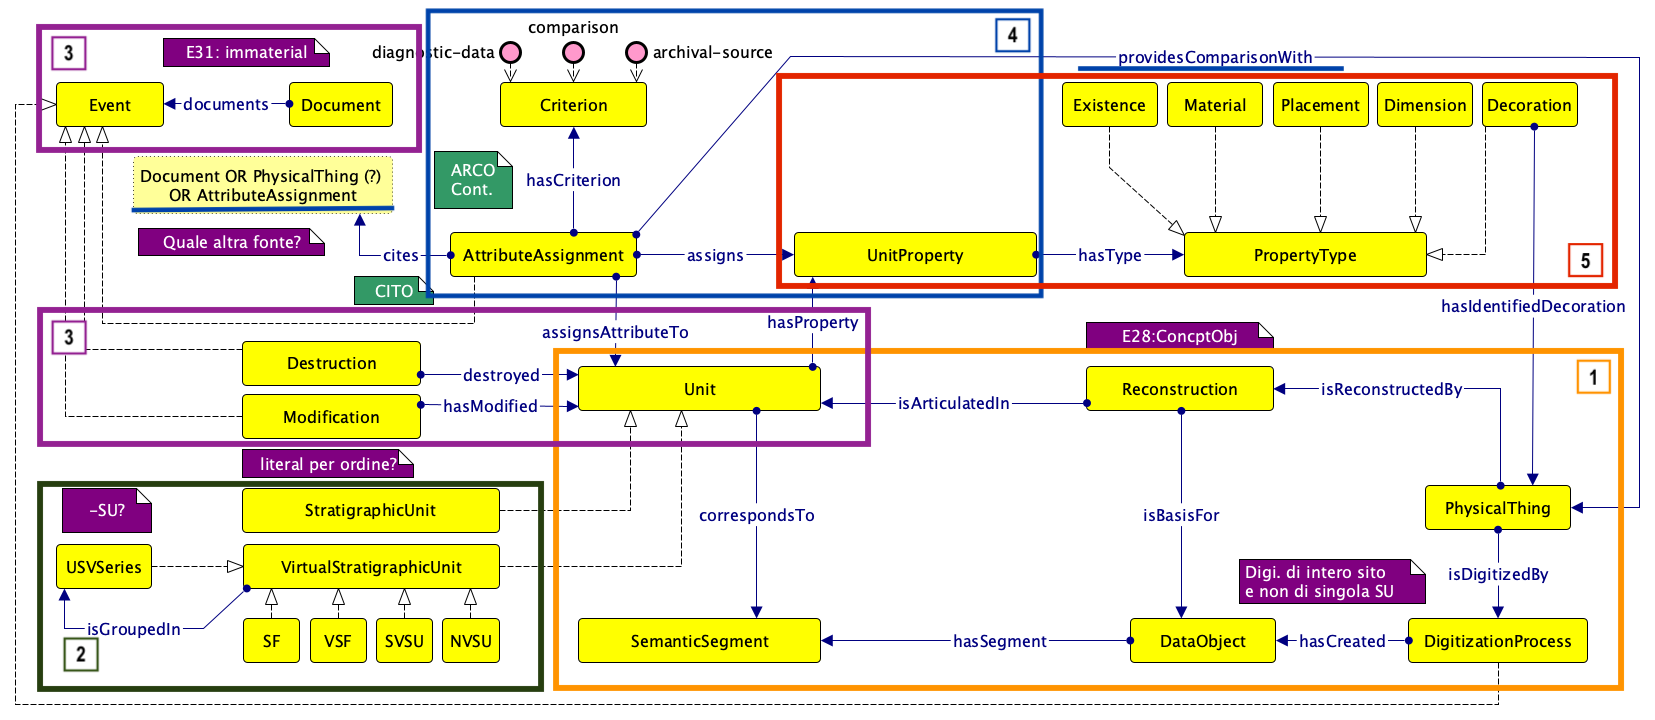 comparison
diagnostic-data
archival-source
3
E31: immaterial
4
providesComparisonWith
Event
documents
Document
Criterion
Existence
Material
Placement
Dimension
Decoration
Document OR PhysicalThing (?)
OR AttributeAssignment
ARCO
Cont.
hasCriterion
Quale altra fonte?
cites
AttributeAssignment
assigns
UnitProperty
hasType
PropertyType
5
CITO
hasIdentifiedDecoration
3
assignsAttributeTo
hasProperty
E28:ConcptObj
Destruction
destroyed
Unit
isArticulatedIn
Reconstruction
isReconstructedBy
1
Modification
hasModified
literal per ordine?
-SU?
StratigraphicUnit
correspondsTo
isBasisFor
PhysicalThing
USVSeries
VirtualStratigraphicUnit
Digi. di intero sito
e non di singola SU
isDigitizedBy
isGroupedIn
2
SF
VSF
SVSU
NVSU
SemanticSegment
hasSegment
DataObject
hasCreated
DigitizationProcess